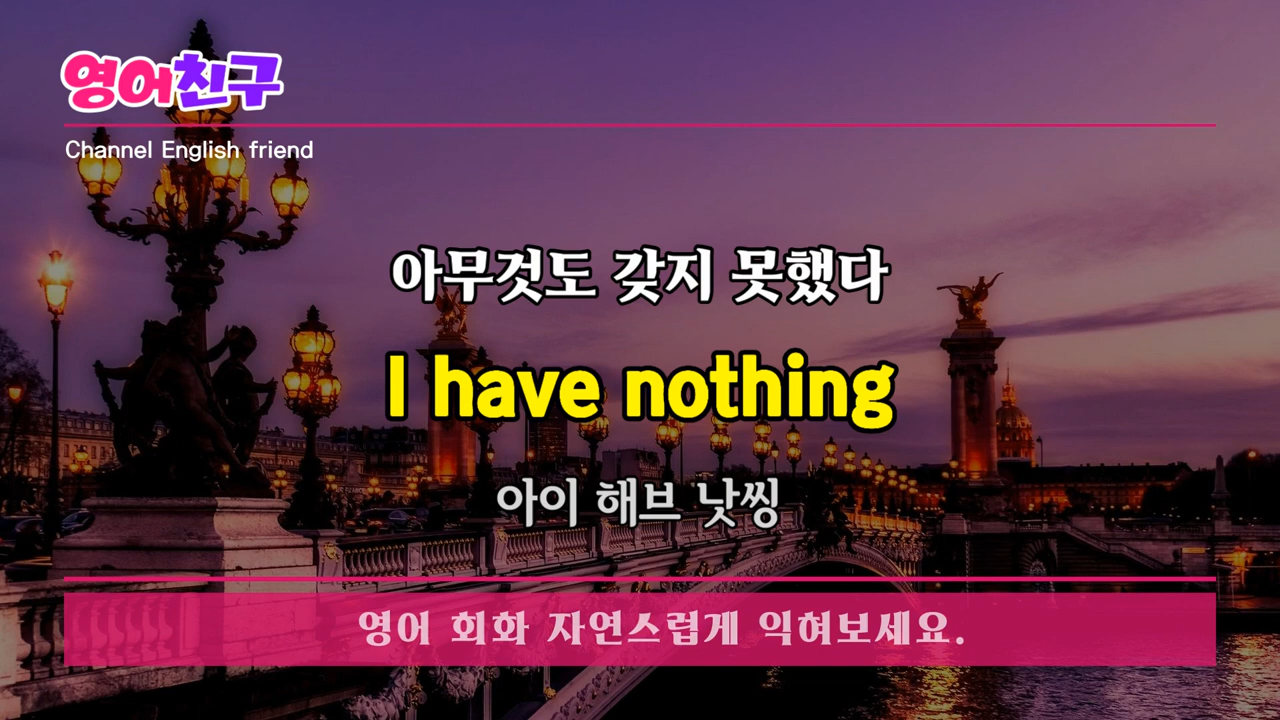 영어친구
Channel English friend
아무것도 갖지 못했다
I have nothing
아이 해브 낫씽
영어 회화 자연스럽게 익혀보세요.